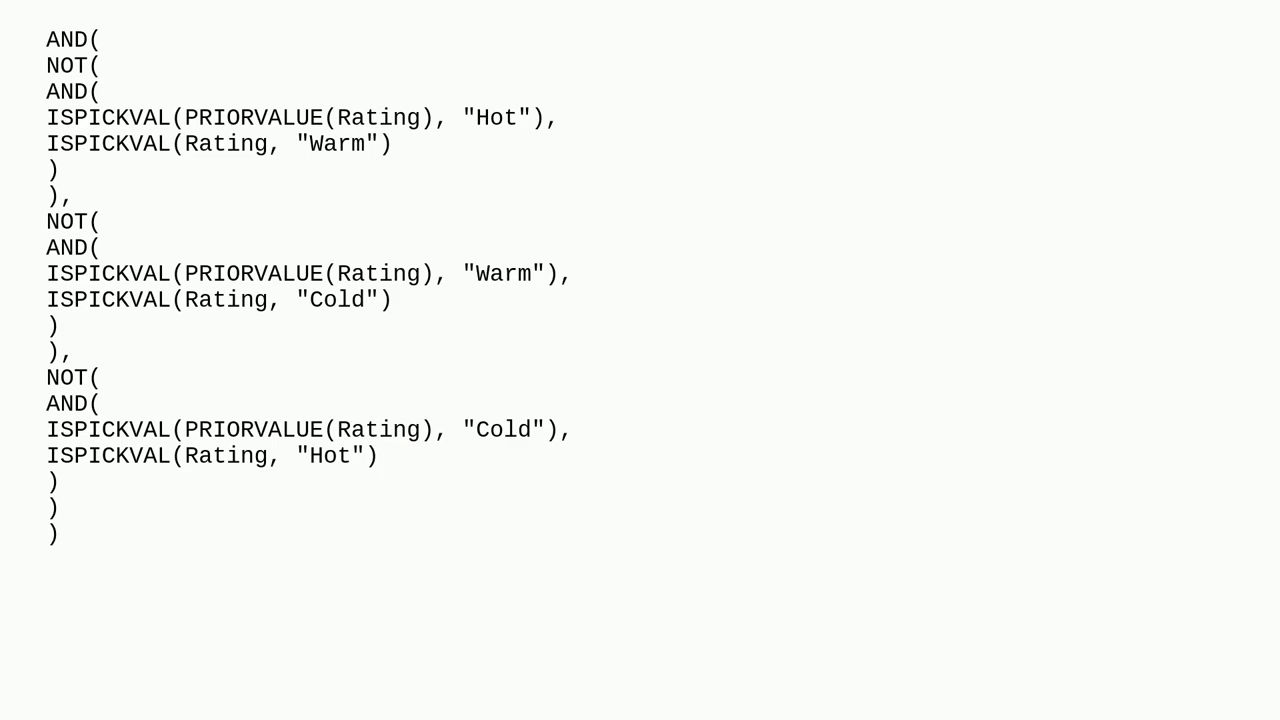 AND(
NOT(
AND(
ISPICKVAL(PRIORVALUE(Rating), "Hot"),
ISPICKVAL(Rating, "Warm")
)
),
NOT(
AND(
ISPICKVAL(PRIORVALUE(Rating), "Warm"),
ISPICKVAL(Rating, "Cold")
)
),
NOT(
AND(
ISPICKVAL(PRIORVALUE(Rating), "Cold"),
ISPICKVAL(Rating, "Hot")
)
)
)